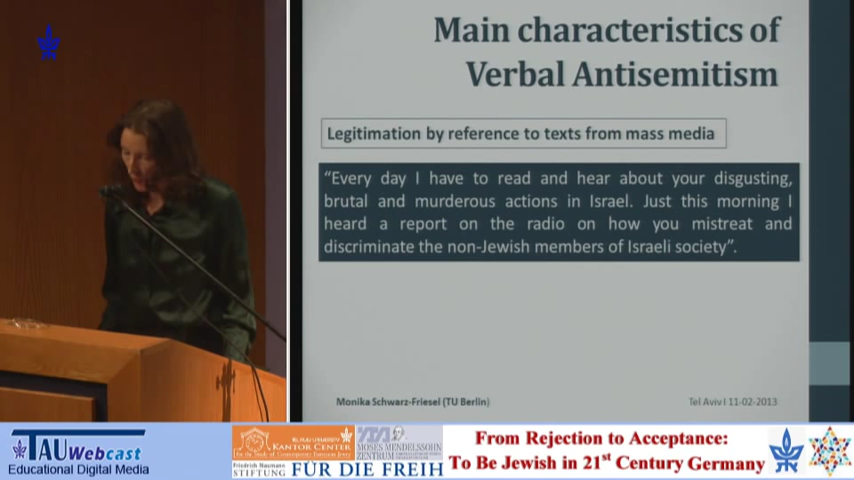 Main characteristics of
Verbal Antisemitism
Legitimation by reference to texts from mass media
“Every day I have to read and hear about your disgusting,
brutal and murderous actions in Israel. Just this morning I
heard a report on the radio on how you mistreat and
discriminate the non-Jewish members of Israeli society”.
Monika Schwarz-Friesel (TU Berlin)
Tel Aviv I 11-02-2013
TAU Webcast
Educational Digital Media
KANTOR CENTER
MOSES MENDELSSOHN
ZENTRUM
Friedrich Naumann
STIFTUNG FÜR DIE FREIH
From Rejection to Acceptance:
To Be Jewish in 21st Century Germany